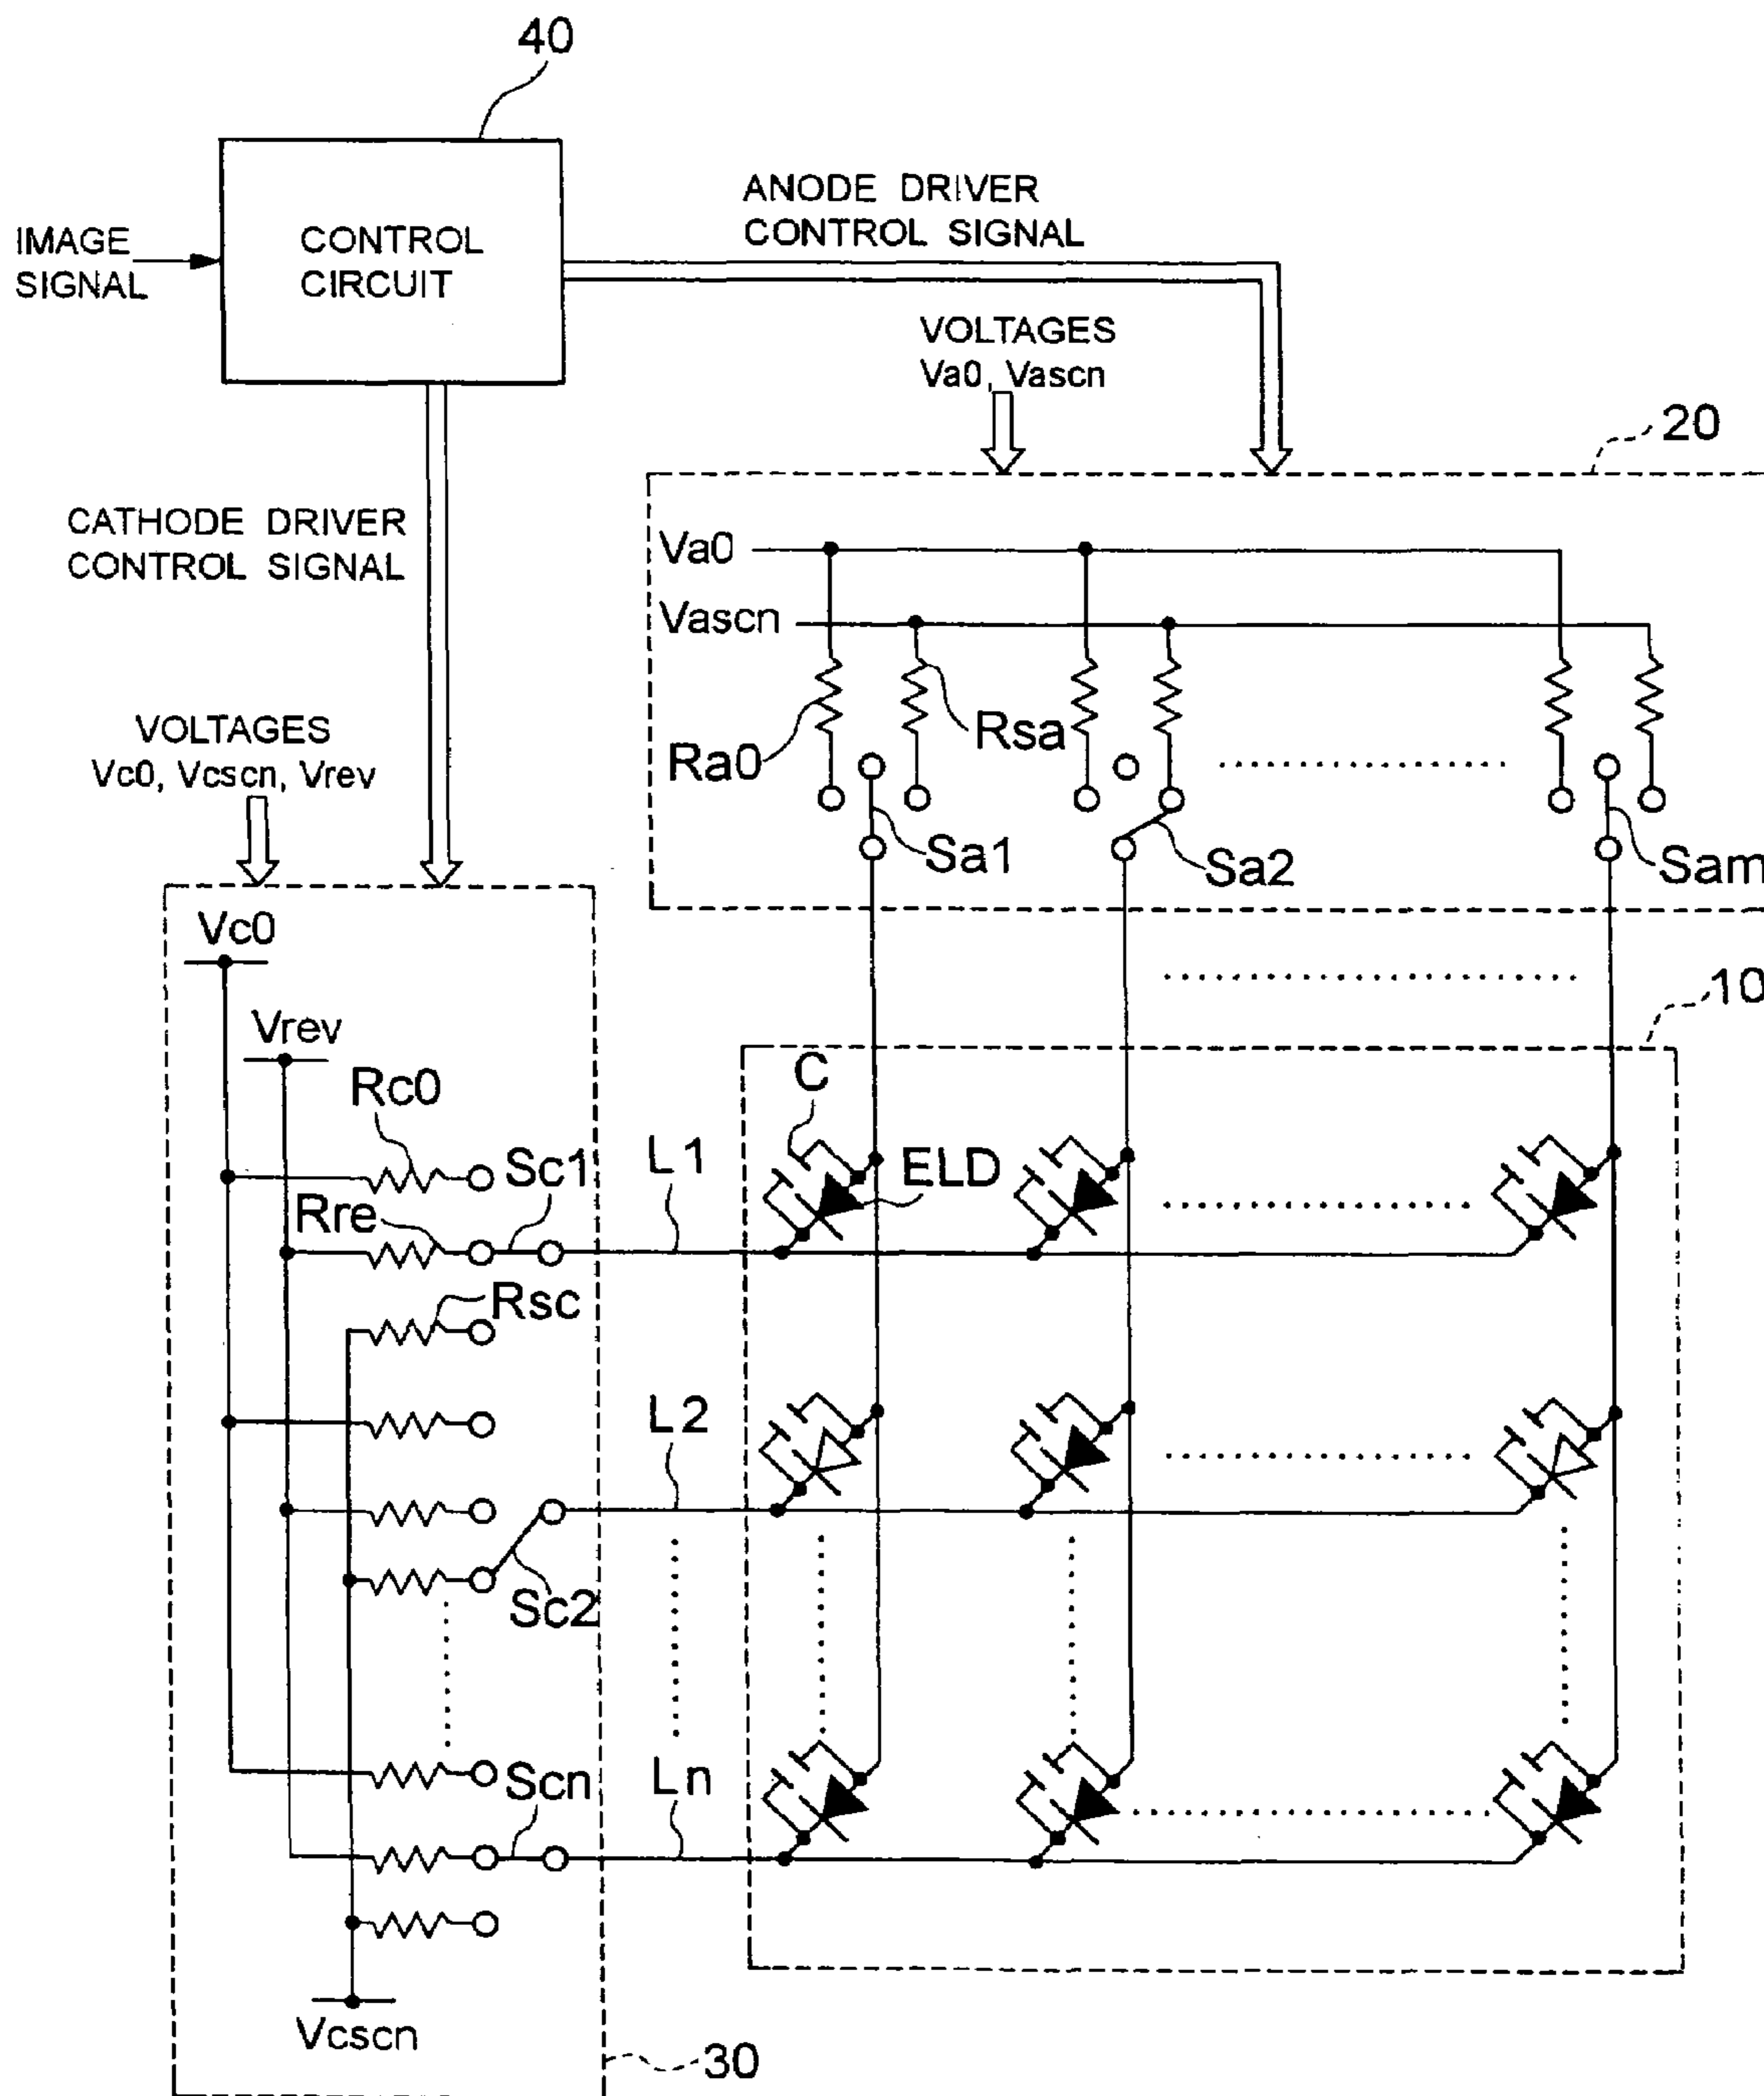 40
IMAGE
SIGNAL
CONTROL
CIRCUIT
ANODE DRIVER
CONTROL SIGNAL
VOLTAGES
Va0, Vascn
20
CATHODE DRIVER
CONTROL SIGNAL
Va0
Vascn
VOLTAGES
Vc0, Vcscn, Vrev
Ra0
Rsa
Sa1
Sa2
Sam
Vc0
10
Vrev
Rc0
C
Sc1
L1
ELD
Rre
Rsc
L2
Sc2
Scn
Ln
Vcscn
30